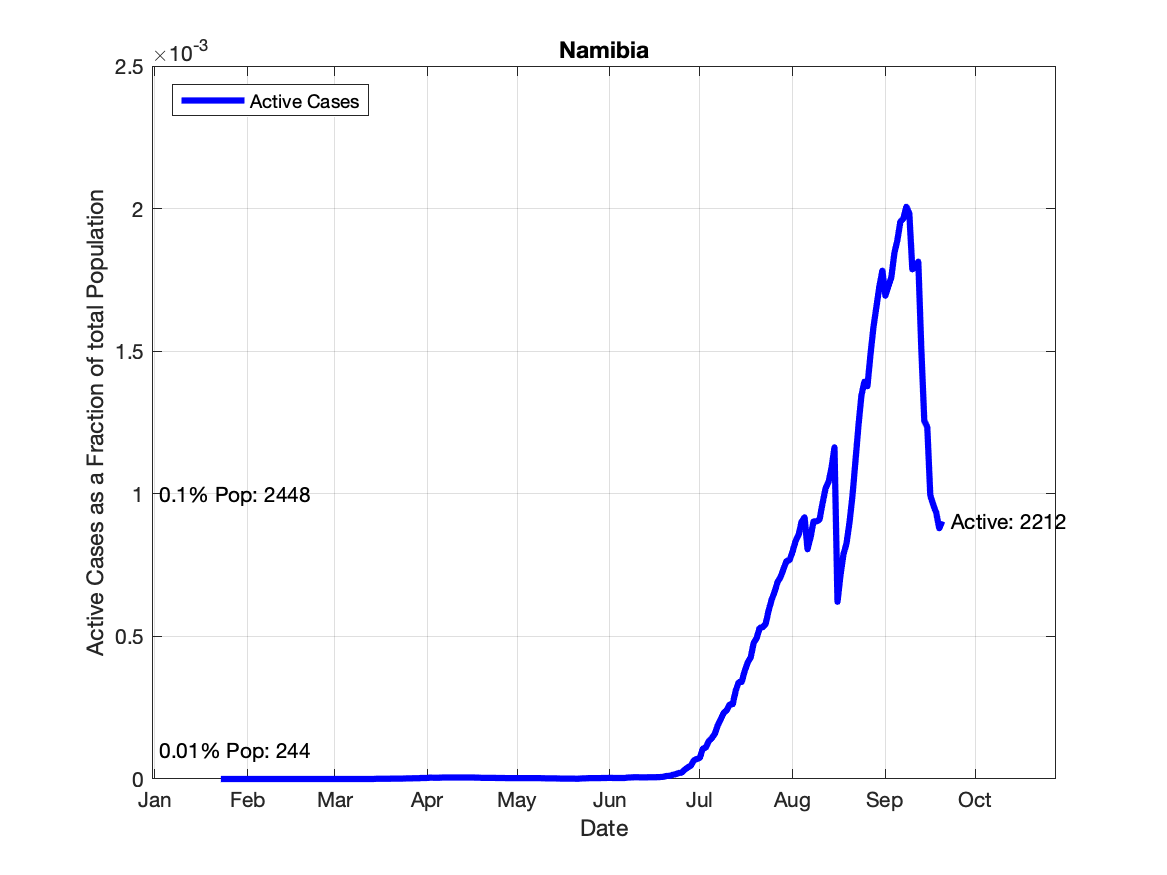 Namibia
×10-3
2.5
2
1.5
1
0.5
0
Active Cases
Active Cases as a Fraction of total Population
0.1% Pop: 2448
Active: 2212
0.01% Pop: 244
Jan Feb Mar Apr May Jun Jul Aug Sep Oct
Date